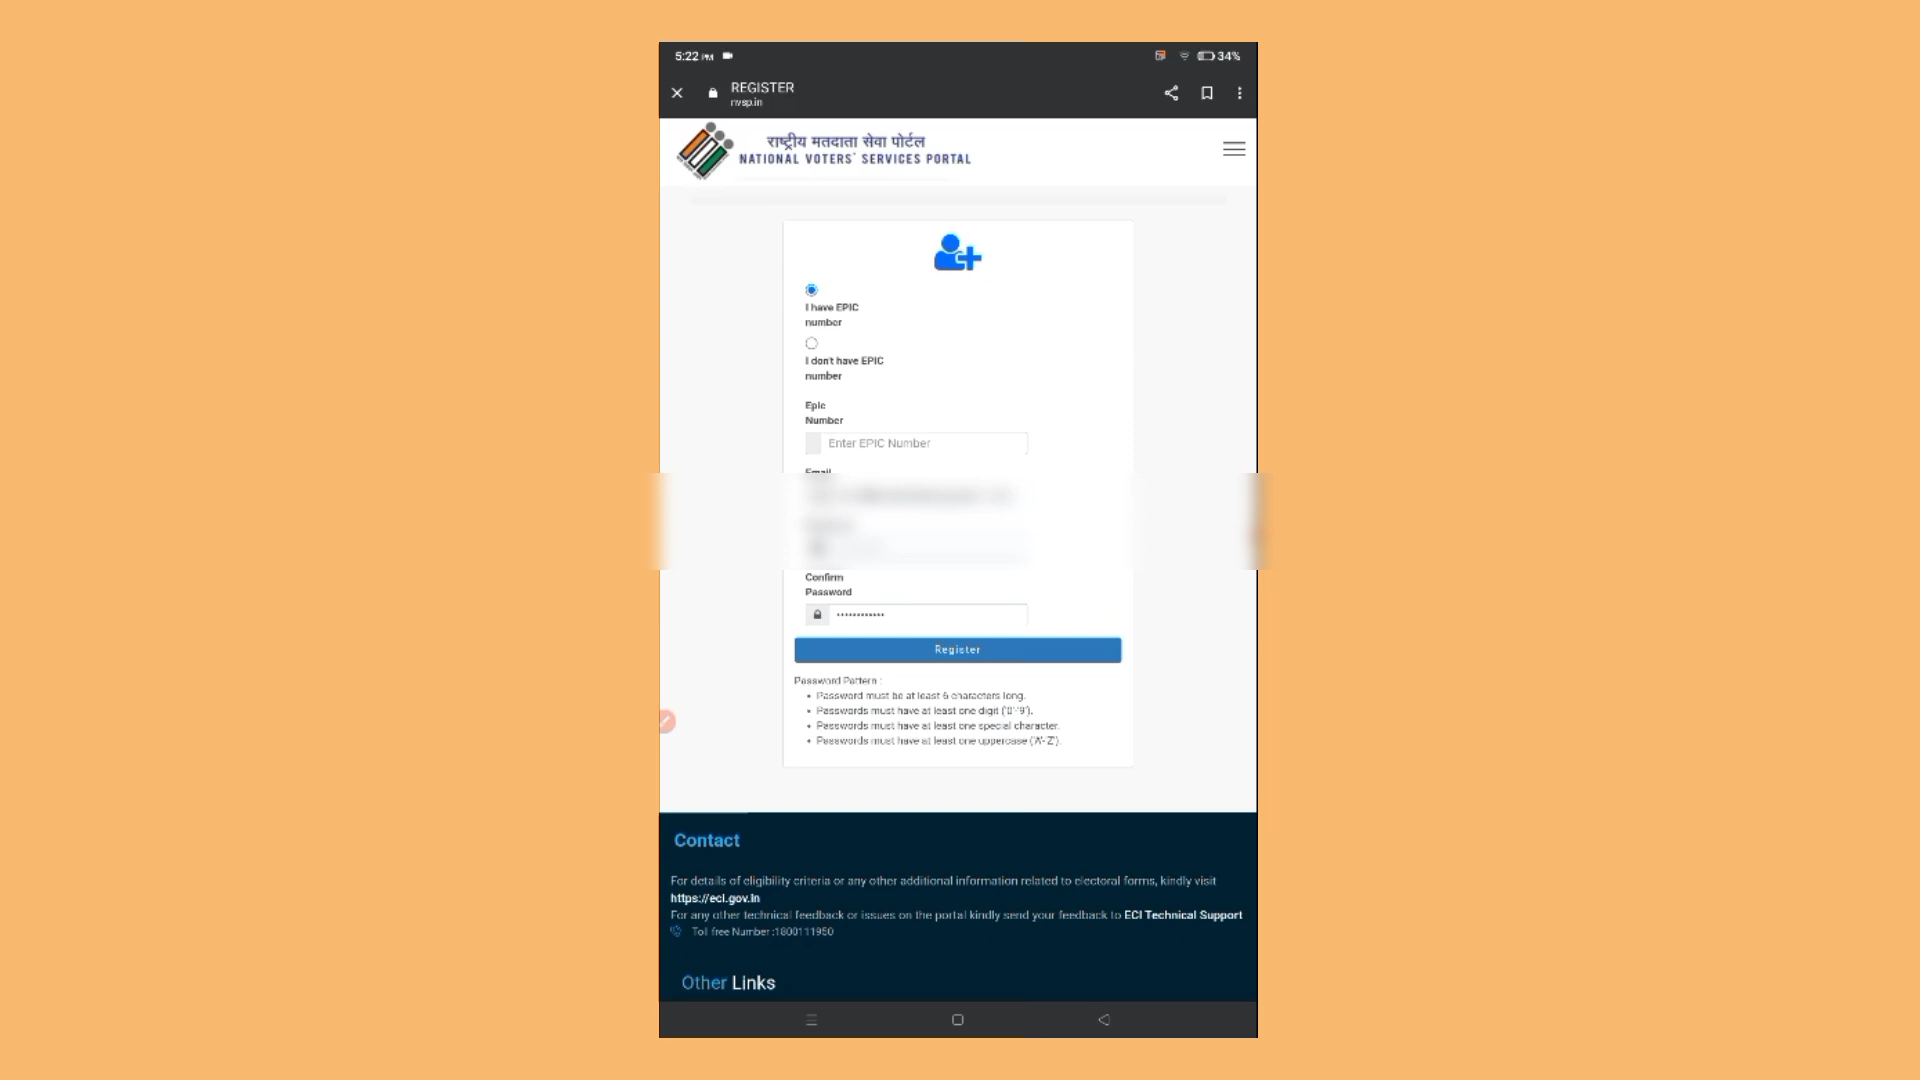 5:22 PM
34%
REGISTER
nvsp.in
राष्ट्रीय मतदाता सेवा पोर्टल
NATIONAL VOTERS' SERVICES PORTAL
I have EPIC
number
I don't have EPIC
number
Epic
Number
Enter EPIC Number
Email
Confirm
Password
Register
Password Pattern :
• Password must be at least 6 characters long.
• Passwords must have at least one digit ('0'-'9').
• Passwords must have at least one special character.
• Passwords must have at least one uppercase ('A'-'Z').
Contact
For details of eligibility criteria or any other additional information related to electoral forms, kindly visit
https://eci.gov.in
For any other technical feedback or issues on the portal kindly send your feedback to ECI Technical Support
Toll free Number :1800111950
Other Links